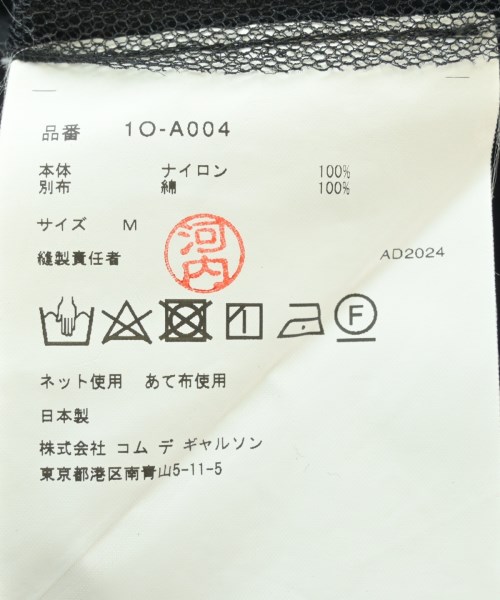 品番 1O-A004
本体 ナイロン 100%
別布 綿 100%
サイズ M
縫製責任者 河内 AD2024
F
ネット使用 あて布使用
日本製
株式会社 コム デ ギャルソン
東京都港区南青山5-11-5